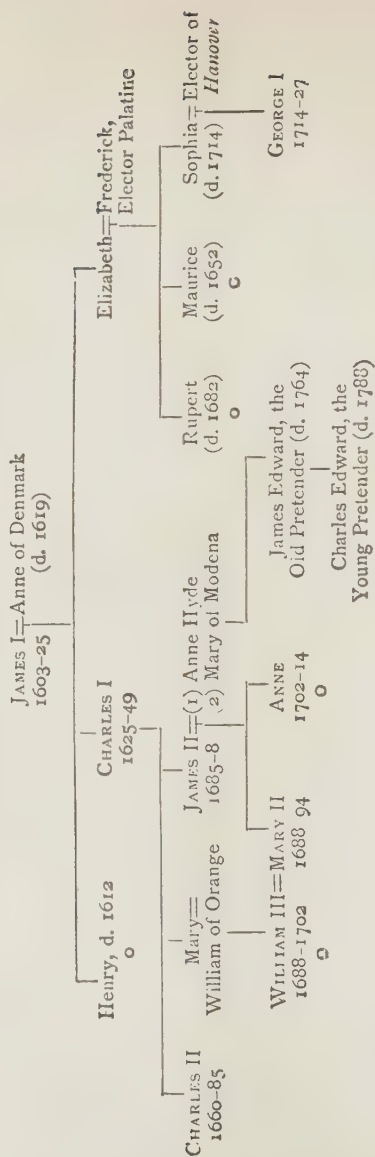 JAMES I=Anne of Denmark
1603-25 (d. 1619)
Henry, d. 1612
o
CHARLES I
1625-49
Elizabeth=Frederick,
Elector Palatine
CHARLES II
1660-85
Mary=
William of Orange
JAMES II=(1) Anne Hyde
1685-8 (2) Mary of Modena
Rupert
(d. 1682)
o
Maurice
(d. 1652)
o
Sophia=Elector of
(d. 1714) Hanover
WILLIAM III=MARY II
1688-1702 1688 94
o
ANNE
1702-14
o
James Edward, the
Old Pretender (d. 1764)
GEORGE I
1714-27
Charles Edward, the
Young Pretender (d. 1788)